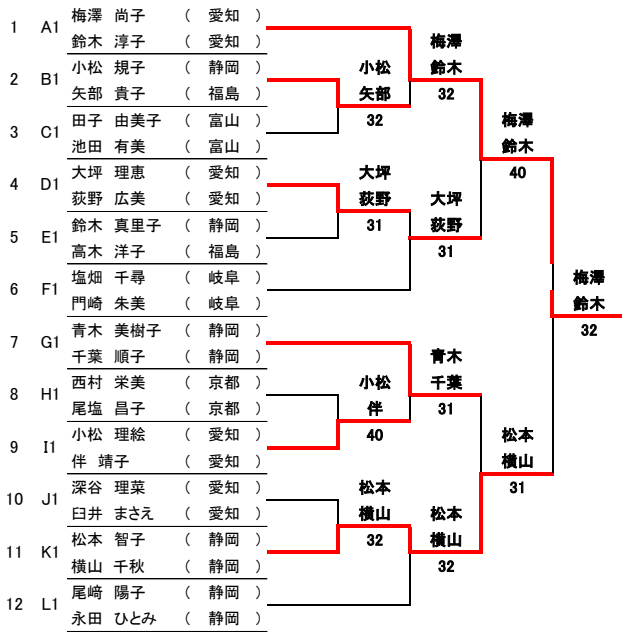 1 A1 梅澤 尚子 ( 愛知 )
鈴木 淳子 ( 愛知 )
2 B1 小松 規子 ( 静岡 )
矢部 貴子 ( 福島 )
3 C1 田子 由美子 ( 富山 )
池田 有美 ( 富山 )
4 D1 大坪 理恵 ( 愛知 )
荻野 広美 ( 愛知 )
5 E1 鈴木 真里子 ( 静岡 )
高木 洋子 ( 福島 )
6 F1 塩畑 千尋 ( 岐阜 )
門崎 朱美 ( 岐阜 )
7 G1 青木 美樹子 ( 静岡 )
千葉 順子 ( 静岡 )
8 H1 西村 栄美 ( 京都 )
尾塩 昌子 ( 京都 )
9 I1 小松 理絵 ( 愛知 )
伴 靖子 ( 愛知 )
10 J1 深谷 理菜 ( 愛知 )
臼井 まさえ ( 愛知 )
11 K1 松本 智子 ( 静岡 )
横山 千秋 ( 静岡 )
12 L1 尾﨑 陽子 ( 静岡 )
永田 ひとみ ( 静岡 )
小松
矢部
32
大坪
荻野
31
小松
伴
40
松本
横山
32
梅澤
鈴木
32
大坪
荻野
31
青木
千葉
31
松本
横山
32
梅澤
鈴木
40
松本
横山
31
梅澤
鈴木
32